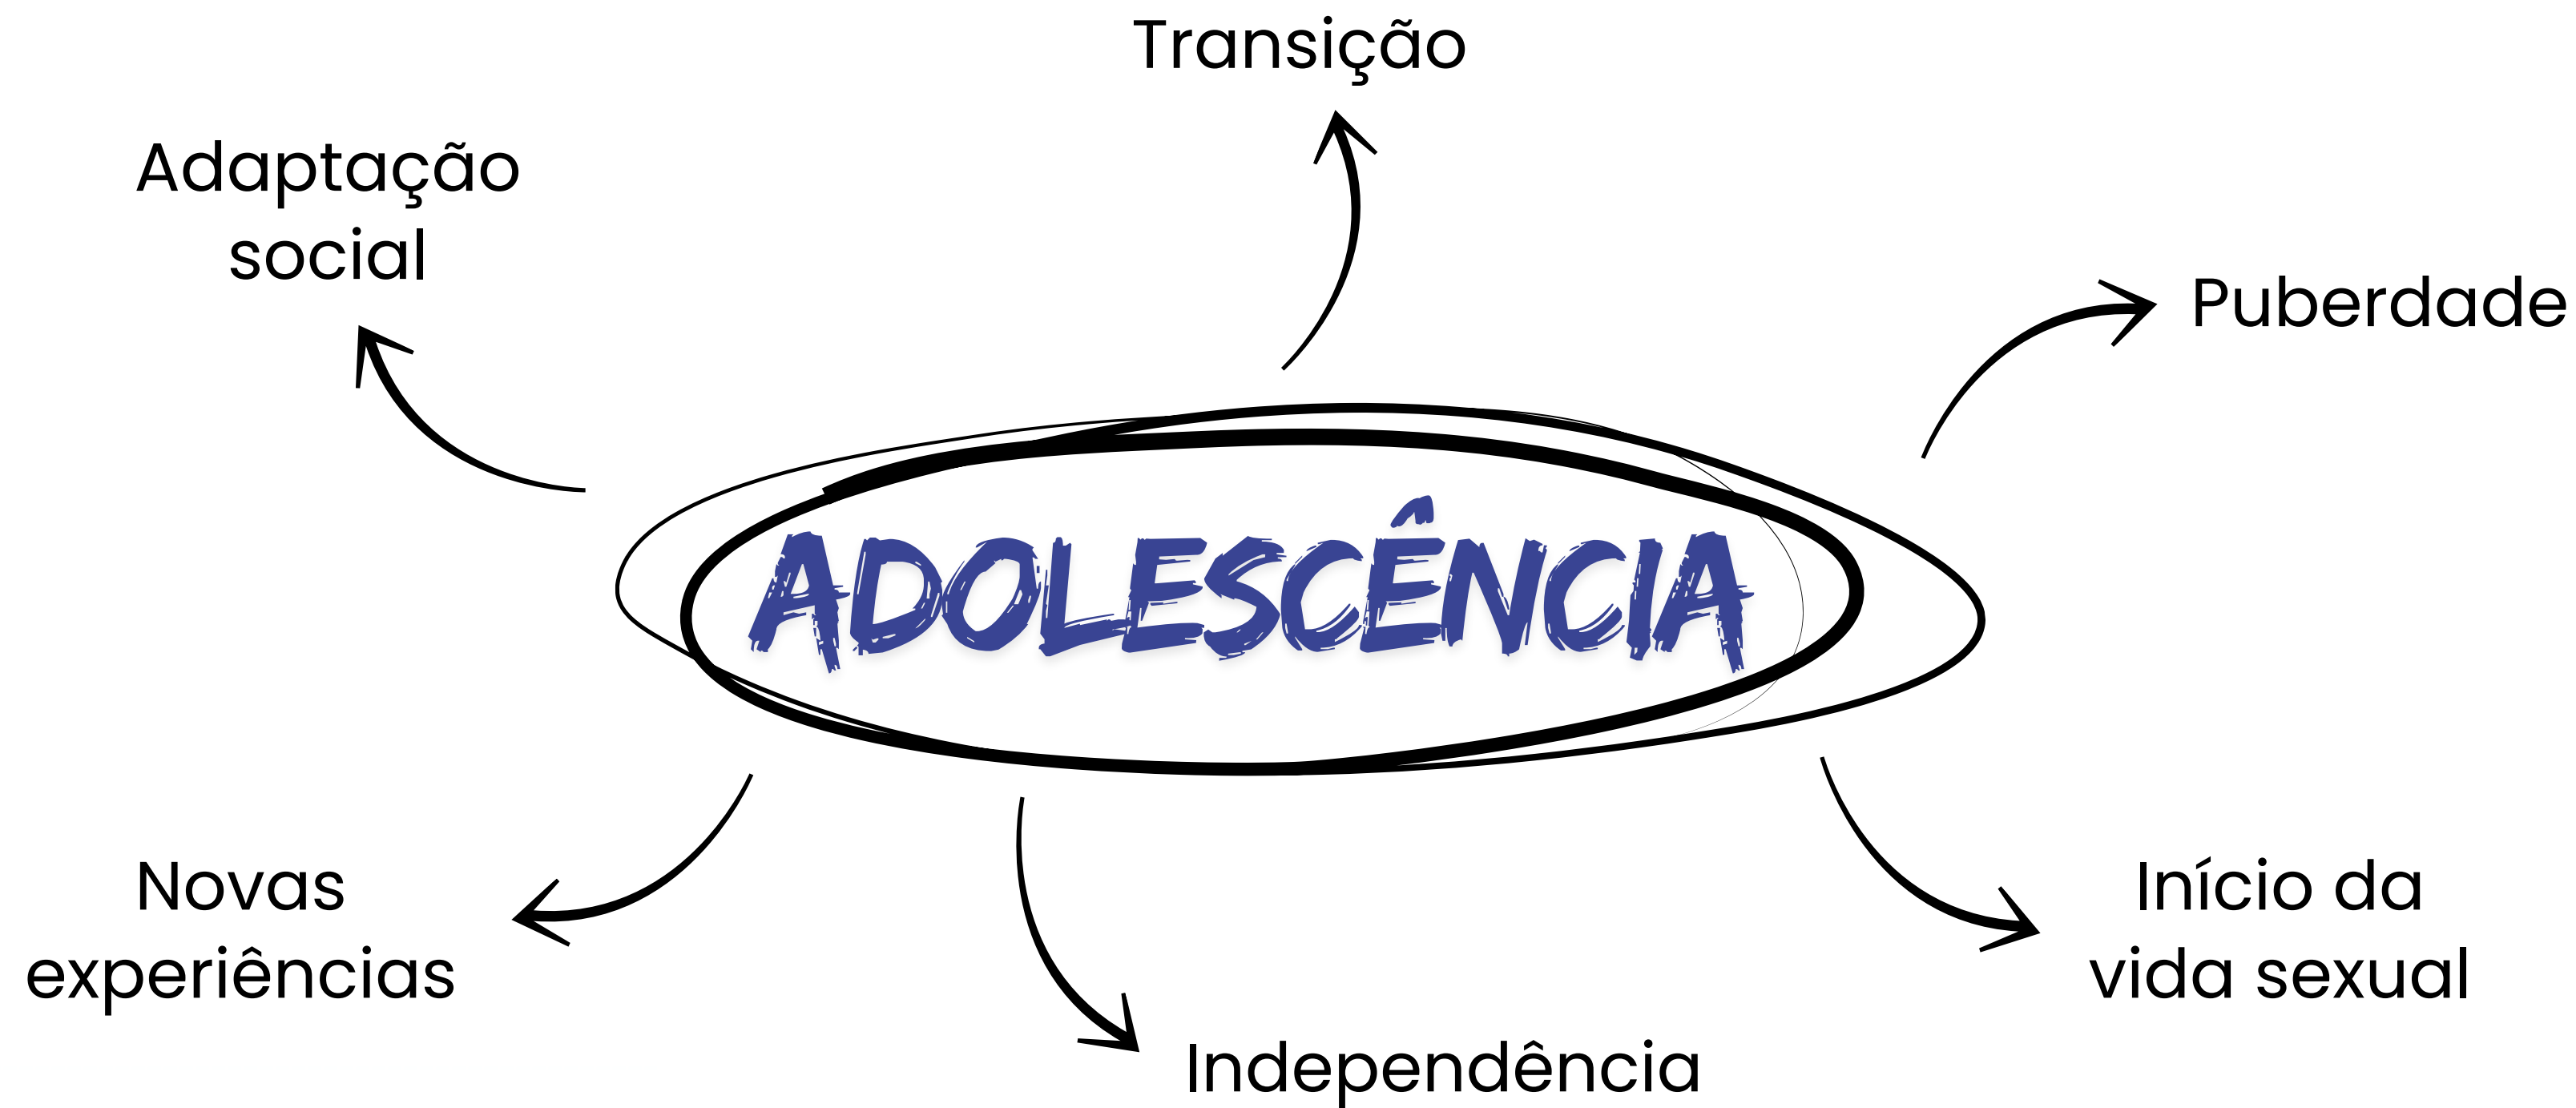 Transição
Adaptação
social
Puberdade
ADOLESCÊNCIA
Novas
experiências
Início da
vida sexual
Independência